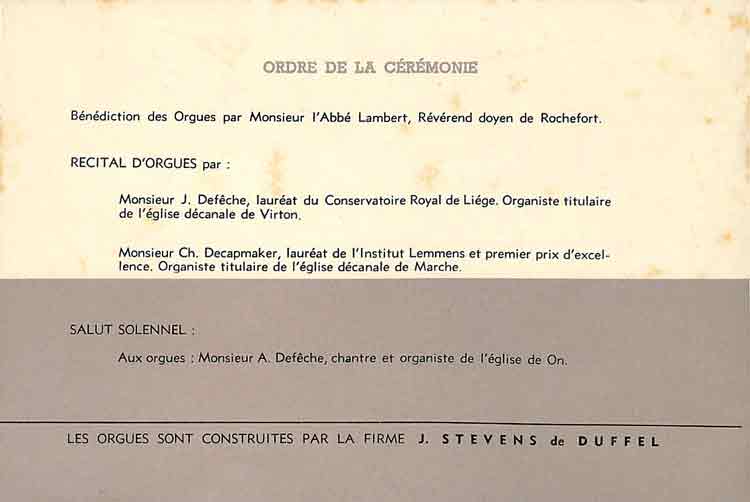 ORDRE DE LA CÉRÉMONIE
Bénédiction des Orgues par Monsieur l'Abbé Lambert, Révérend doyen de Rochefort.
RECITAL D'ORGUES par :
Monsieur J. Defêche, lauréat du Conservatoire Royal de Liége. Organiste titulaire
de l'église décanale de Virton.
Monsieur Ch. Decapmaker, lauréat de l'Institut Lemmens et premier prix d'excel-
lence. Organiste titulaire de l'église décanale de Marche.
SALUT SOLENNEL :
Aux orgues : Monsieur A. Defêche, chantre et organiste de l'église de On.
LES ORGUES SONT CONSTRUITES PAR LA FIRME J. STEVENS de DUFFEL